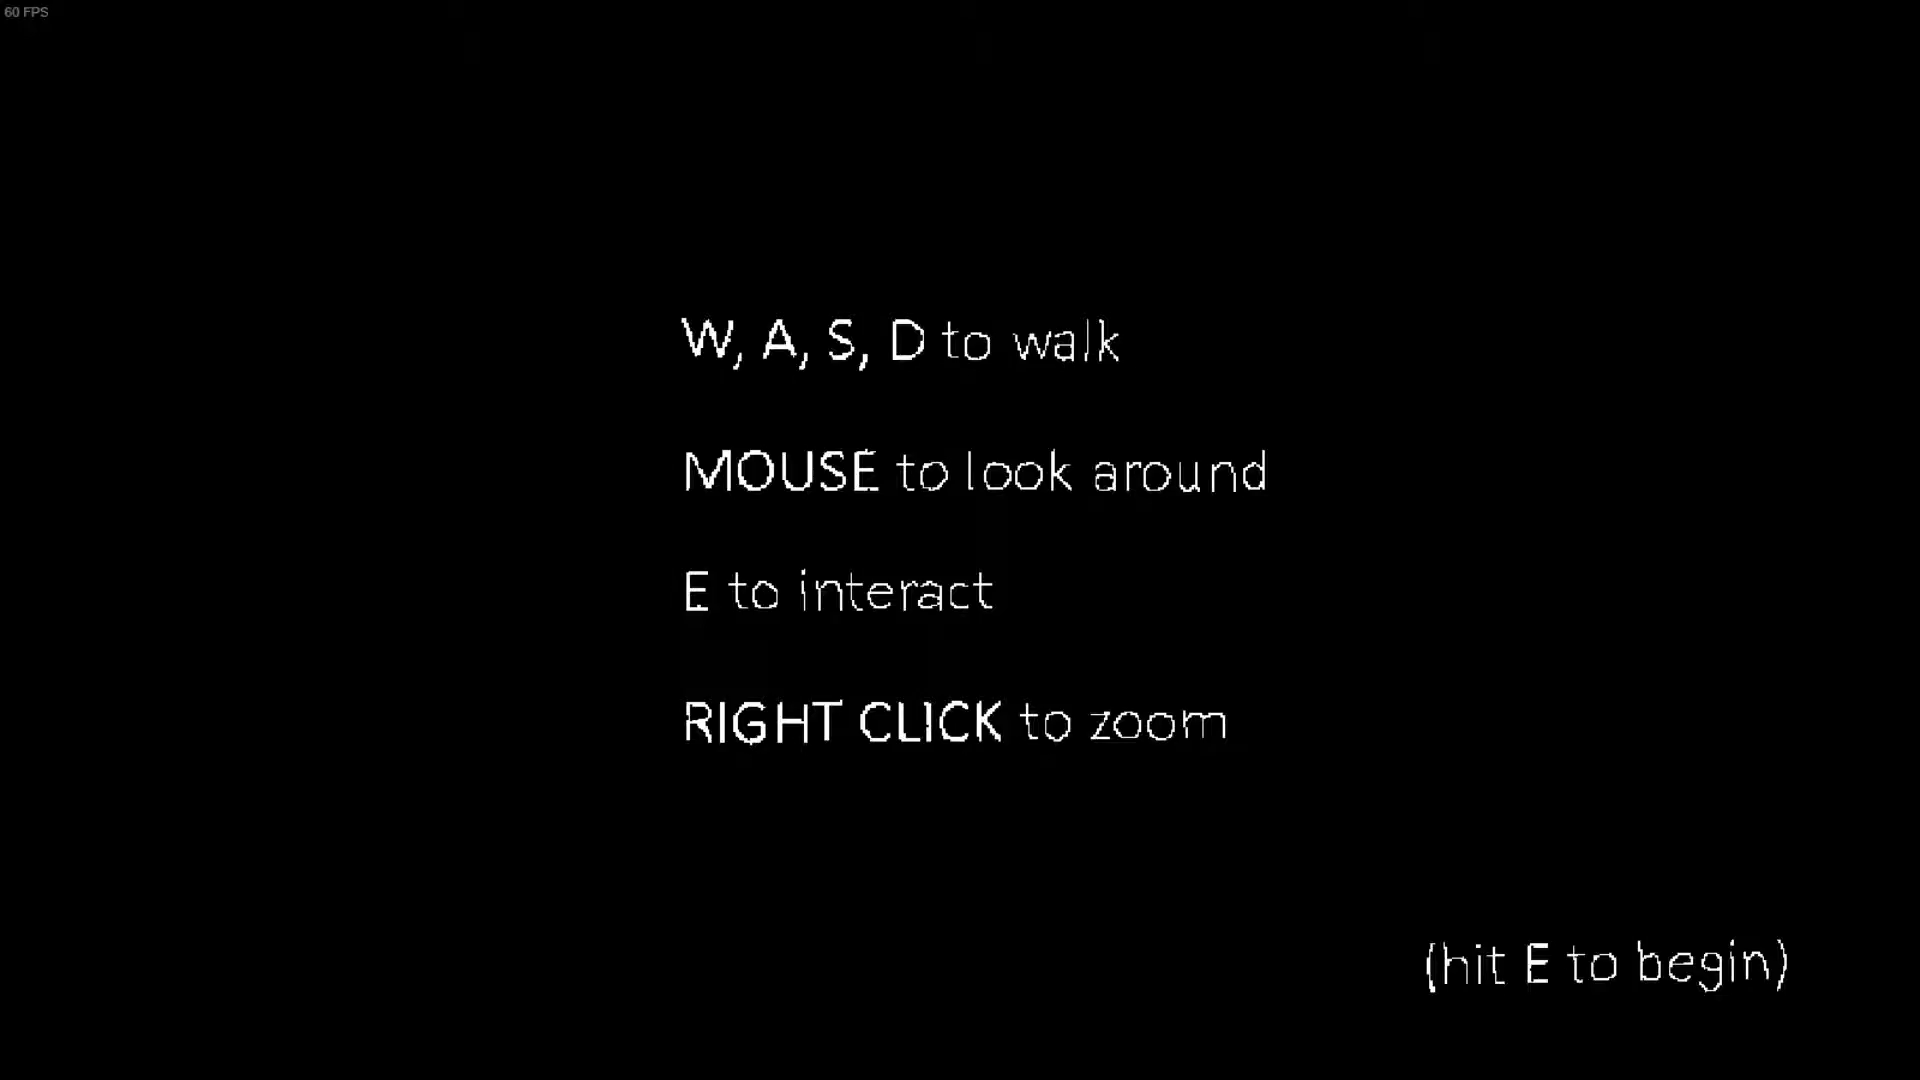 60 FPS
W, A, S, D to walk
MOUSE to look around
E to interact
RIGHT CLICK to zoom
(hit E to begin)